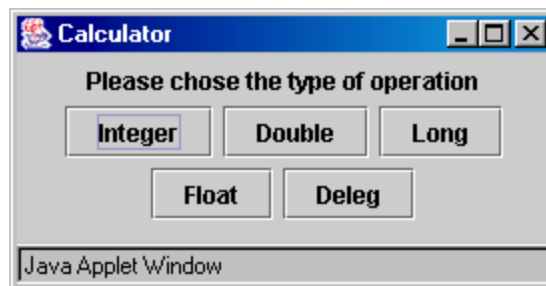 Calculator
Please chose the type of operation
Integer Double Long
Float Deleg
Java Applet Window